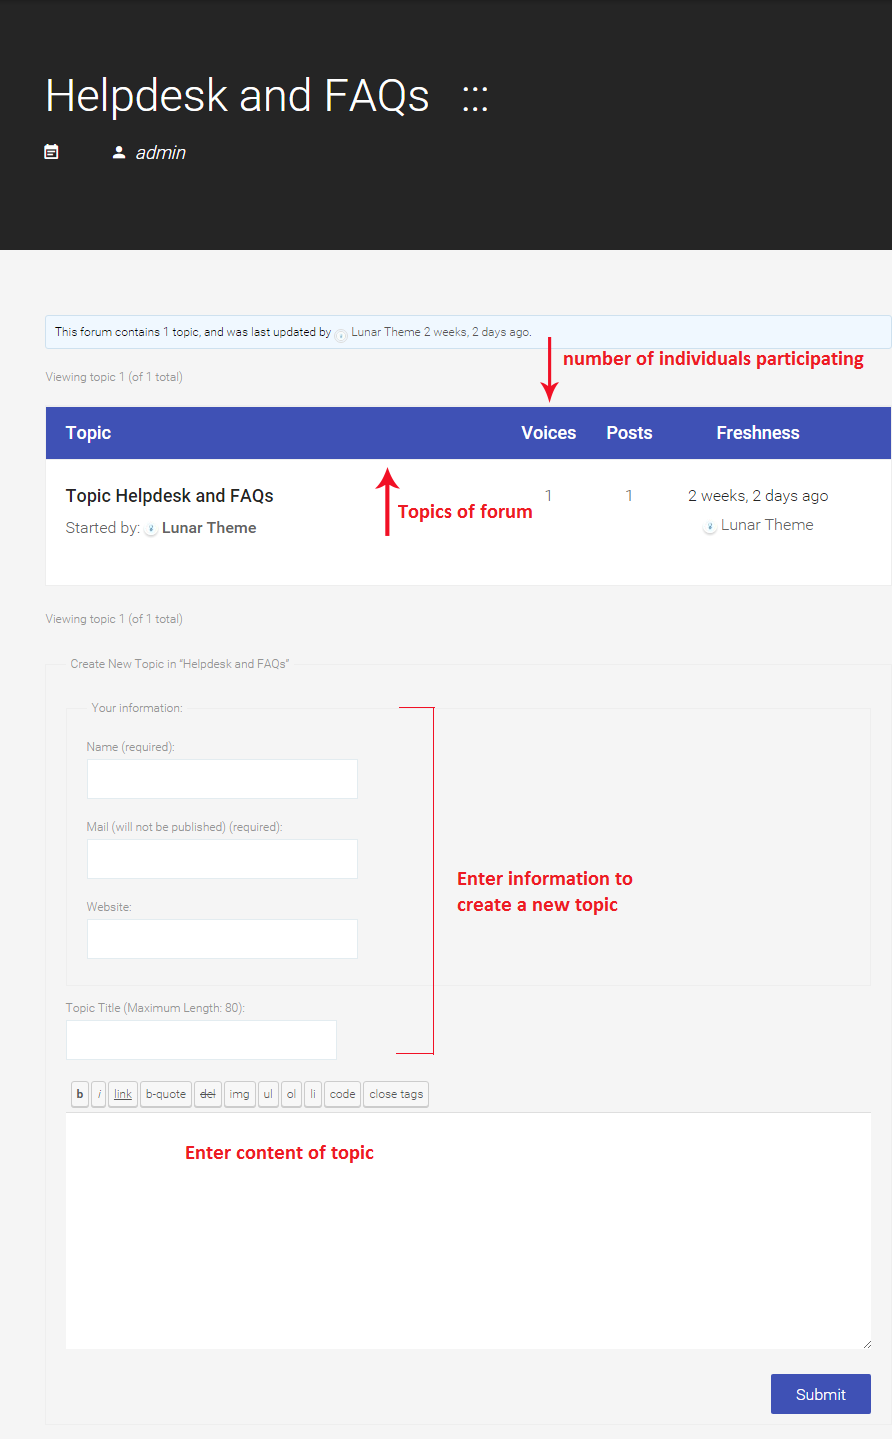 Helpdesk and FAQs :::
admin
This forum contains 1 topic, and was last updated by Lunar Theme 2 weeks, 2 days ago.
number of individuals participating
Viewing topic 1 (of 1 total)
Topic Voices Posts Freshness
Topic Helpdesk and FAQs 1 1 2 weeks, 2 days ago
Topics of forum
Started by: Lunar Theme Lunar Theme
Viewing topic 1 (of 1 total)
Create New Topic in “Helpdesk and FAQs”
Your information:
Name (required):
Mail (will not be published) (required):
Enter information to
create a new topic
Website:
Topic Title (Maximum Length: 80):
b i link b-quote del img ul ol li code close tags
Enter content of topic
Submit